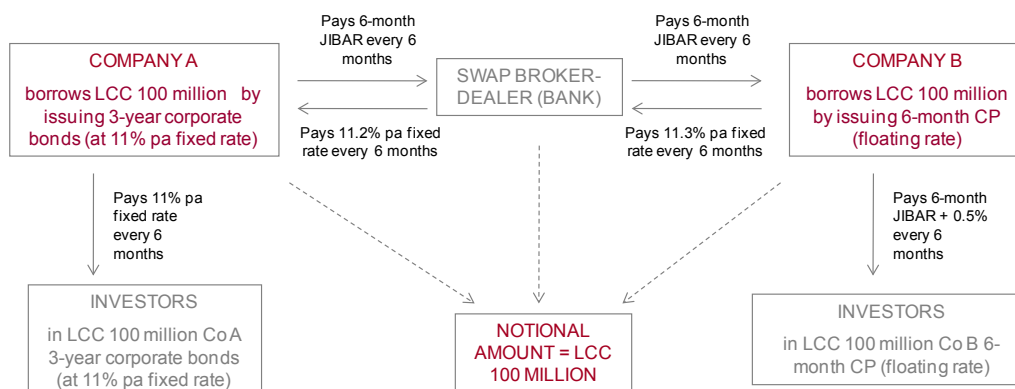 Pays 6-month
JIBAR every 6
months
Pays 6-month
JIBAR every 6
months
COMPANY A
borrows LCC 100 million by
issuing 3-year corporate
bonds (at 11% pa fixed rate)
SWAP BROKER-
DEALER (BANK)
COMPANY B
borrows LCC 100 million
by issuing 6-month CP
(floating rate)
Pays 11.2% pa fixed
rate every 6 months
Pays 11.3% pa fixed
rate every 6 months
Pays 11% pa
fixed rate
every 6
months
Pays 6-month
JIBAR + 0.5%
every 6
months
INVESTORS
in LCC 100 million Co A
3-year corporate bonds
(at 11% pa fixed rate)
NOTIONAL
AMOUNT = LCC
100 MILLION
INVESTORS
in LCC 100 million Co B 6-
month CP (floating rate)